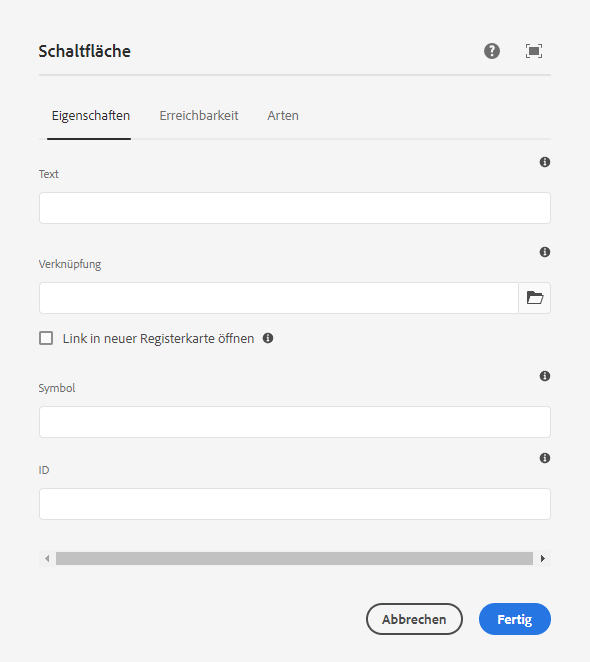 Schaltfläche
Eigenschaften Erreichbarkeit Arten
Text
Verknüpfung
Link in neuer Registerkarte öffnen
Symbol
ID
Abbrechen Fertig